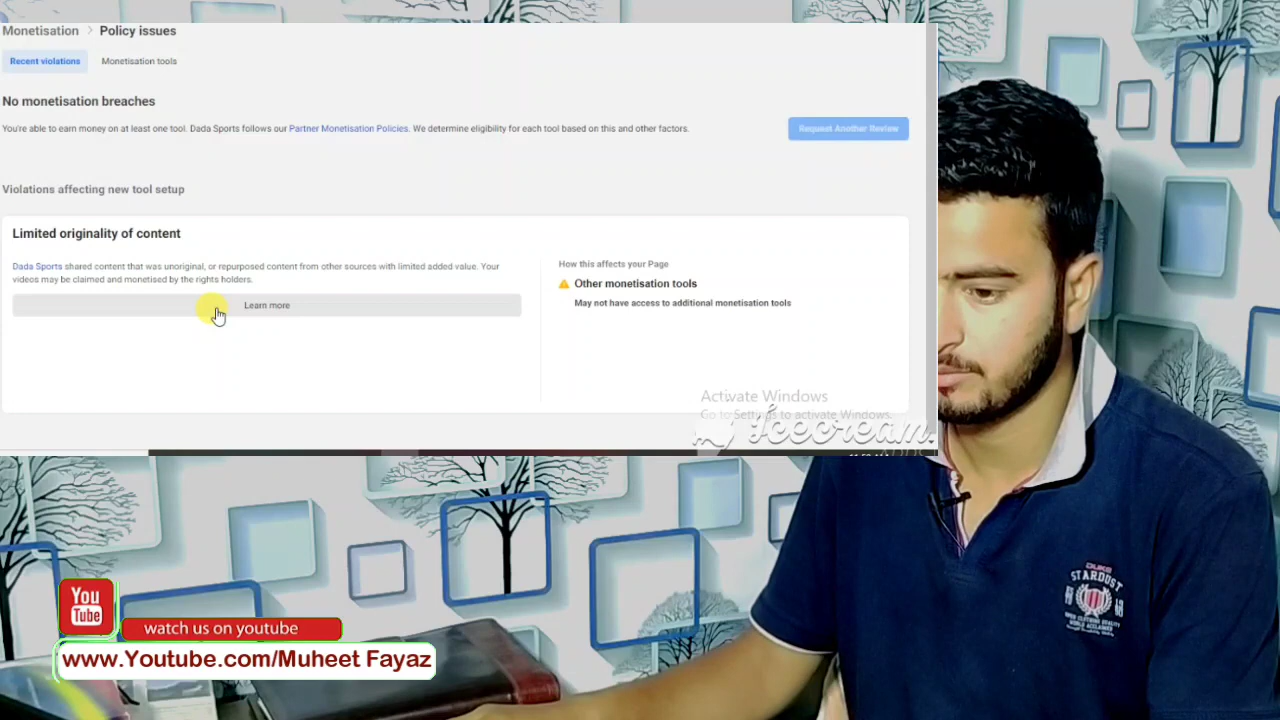 Monetisation > Policy issues
Recent violations Monetisation tools
No monetisation breaches
You're able to earn money on at least one tool. Dada Sports follows our Partner Monetisation Policies. We determine eligibility for each tool based on this and other factors.
Request Another Review
Violations affecting new tool setup
Limited originality of content
Dada Sports shared content that was unoriginal, or repurposed content from other sources with limited added value. Your
videos may be claimed and monetised by the rights holders.
Learn more
How this affects your Page
Other monetisation tools
May not have access to additional monetisation tools
Activate Windows
Go to Settings to activate Windows.
Icecream
APPS
DUKE
STARDUST
You
Tube
watch us on youtube
www.Youtube.com/Muheet Fayaz